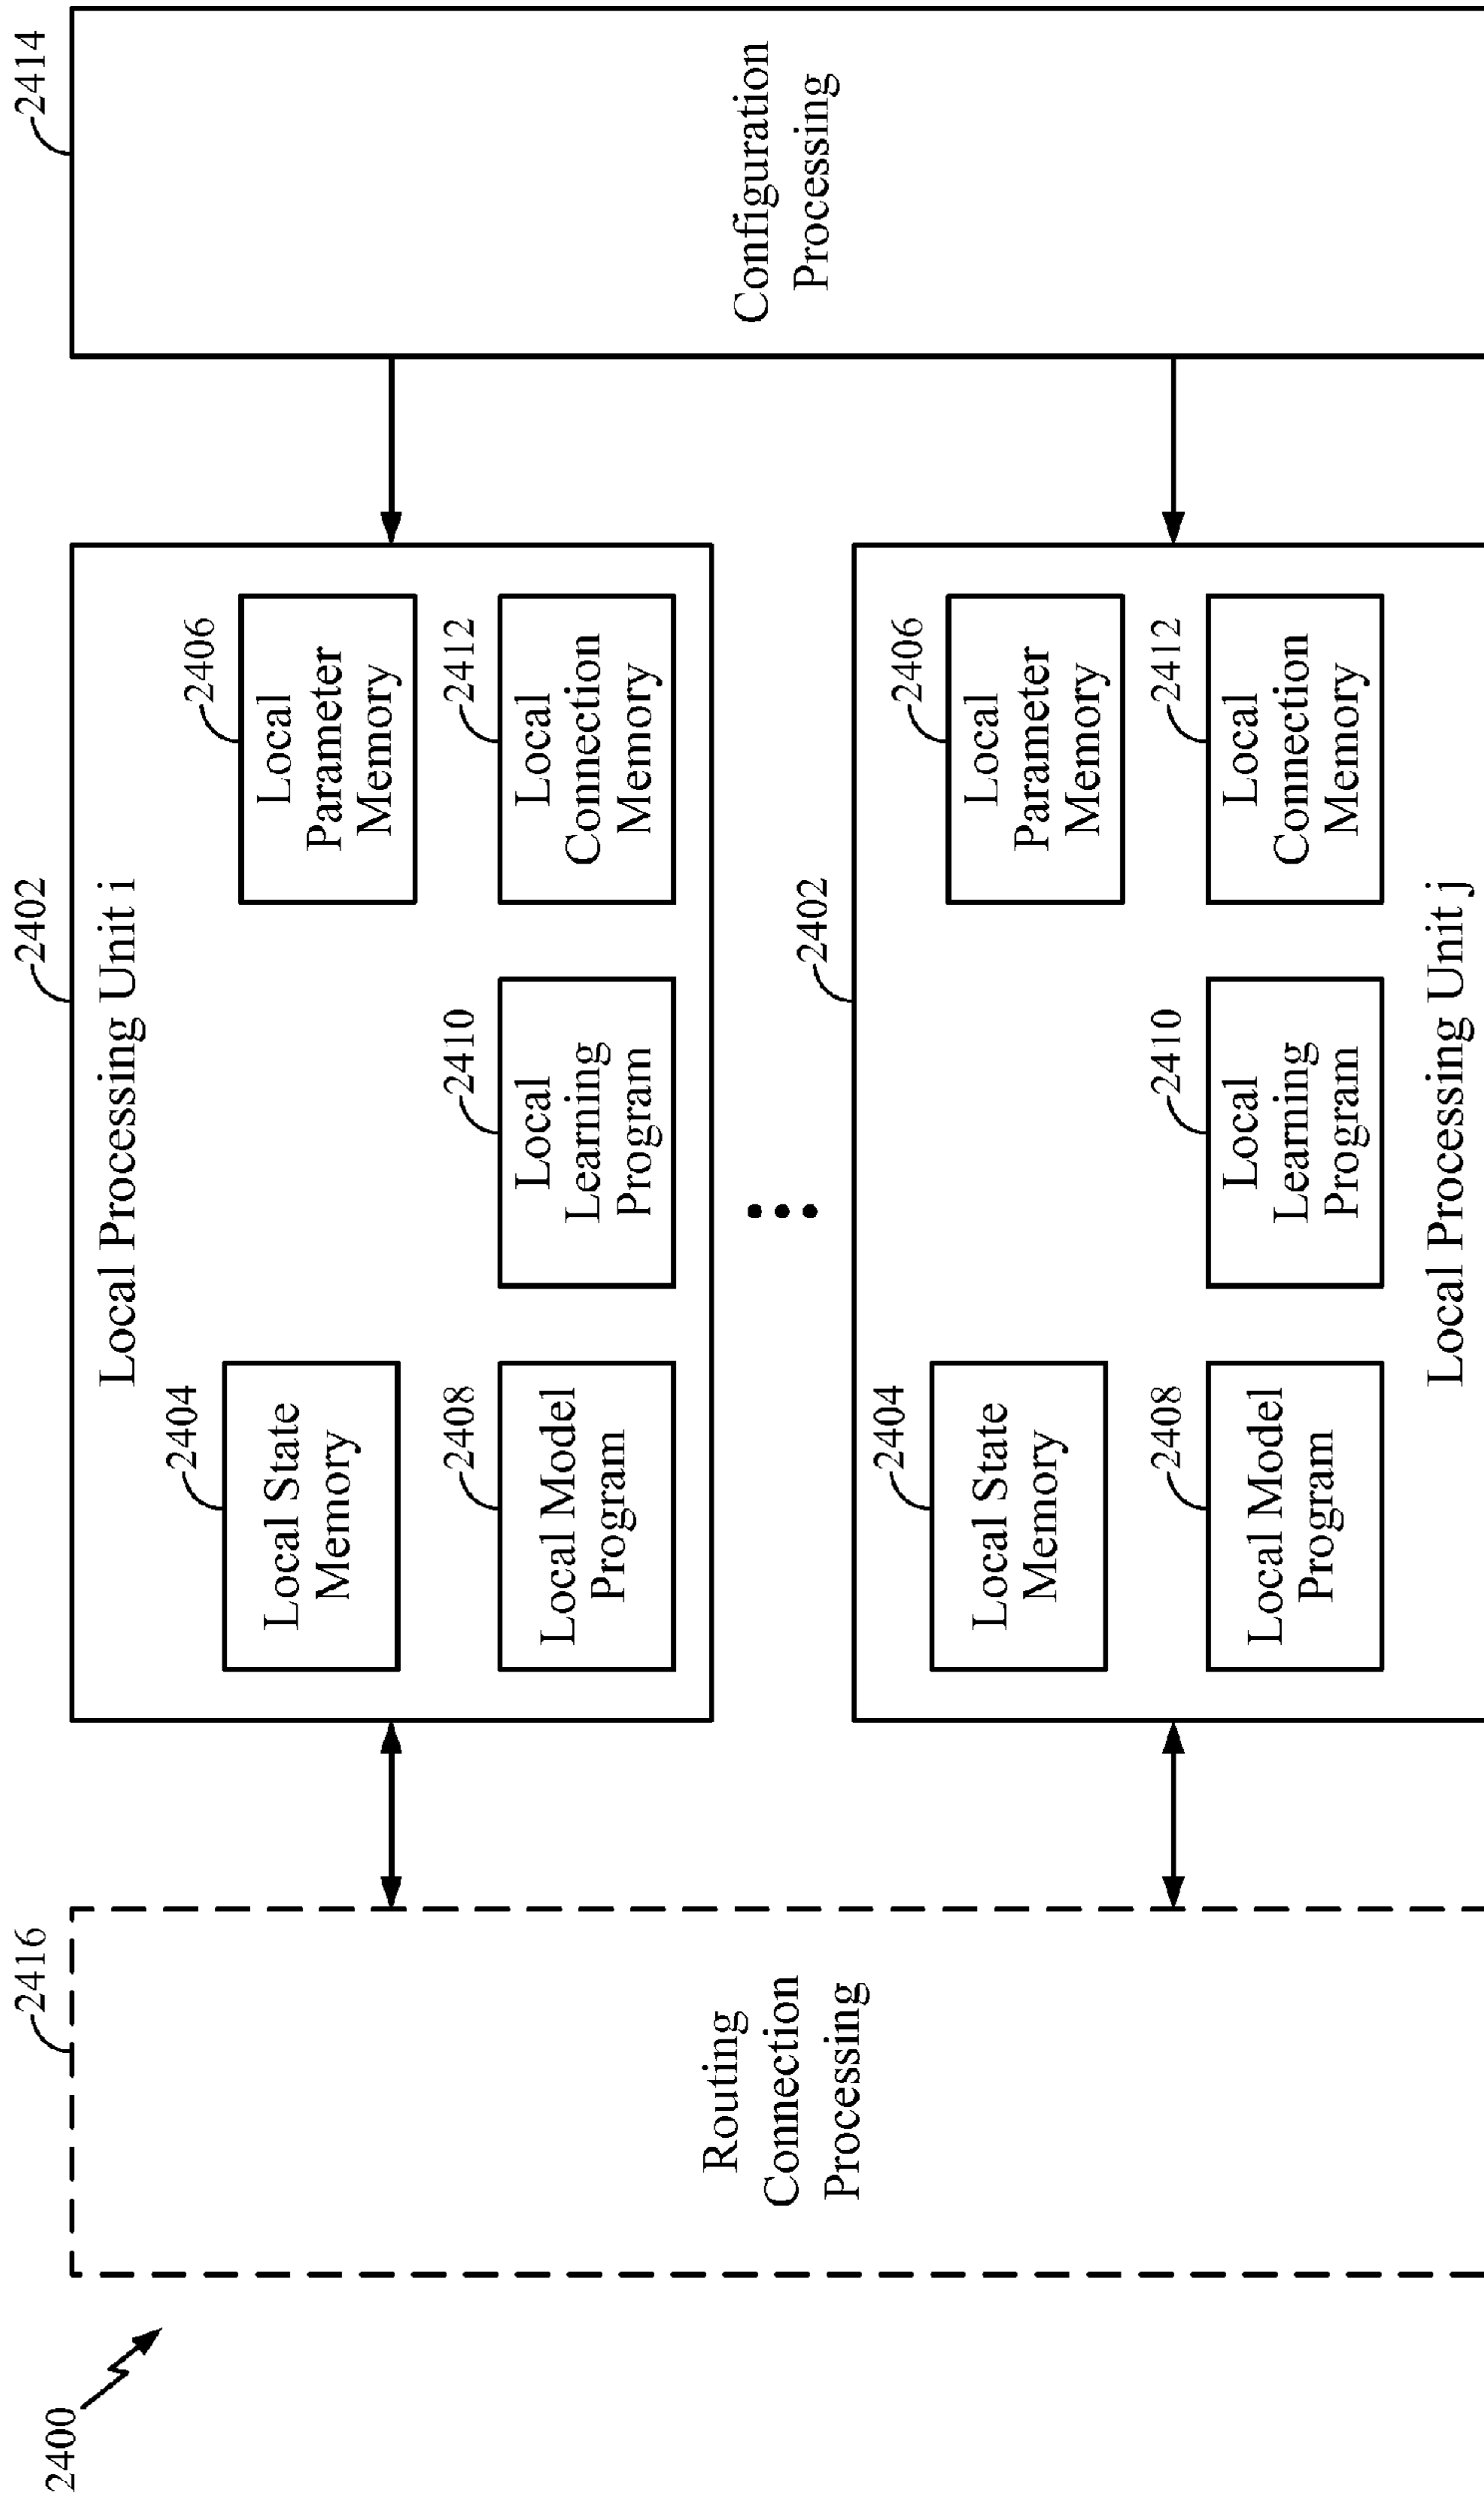 2400
2416
Routing
Connection
Processing
2402
Local Processing Unit i
2404
Local State
Memory
2406
Local
Parameter
Memory
2408
Local Model
Program
2410
Local
Learning
Program
2412
Local
Connection
Memory
2402
2404
Local State
Memory
2406
Local
Parameter
Memory
2408
Local Model
Program
2410
Local
Learning
Program
2412
Local
Connection
Memory
Local Processing Unit j
2414
Configuration
Processing